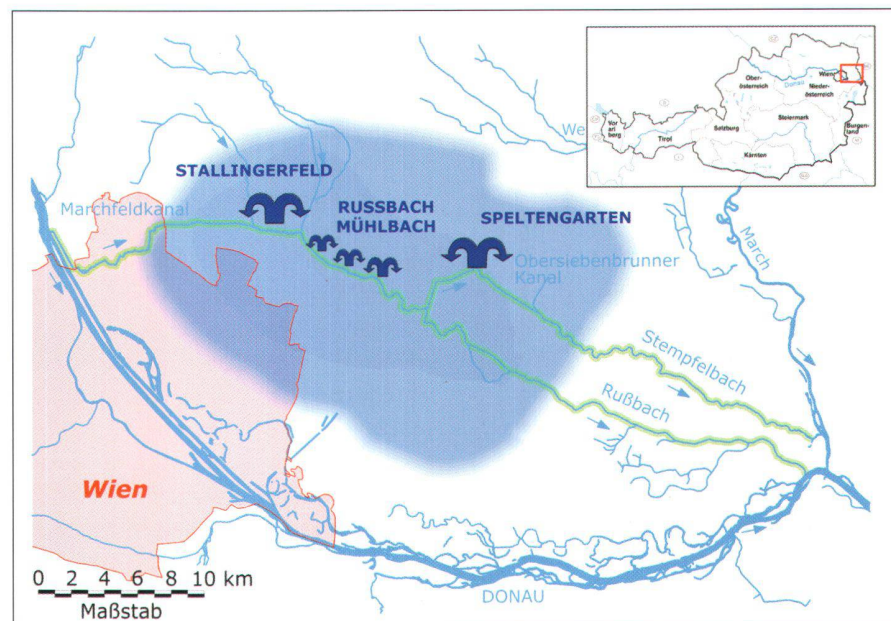 STALLINGERFELD
Marchfeldkanal
RUSSBACH
MÜHLBACH
SPELTENGARTEN
Obersiebenbrunner
Kanal
We
March
Stempfelbach
Rußbach
Wien
DONAU
0 2 4 6 8 10 km
Maßstab
Ober-
österreich
Donau
Wien
Nieder-
österreich
Vor
arl
berg
Tirol
Salzburg
Steiermark
Burgen-
land
Kärnten